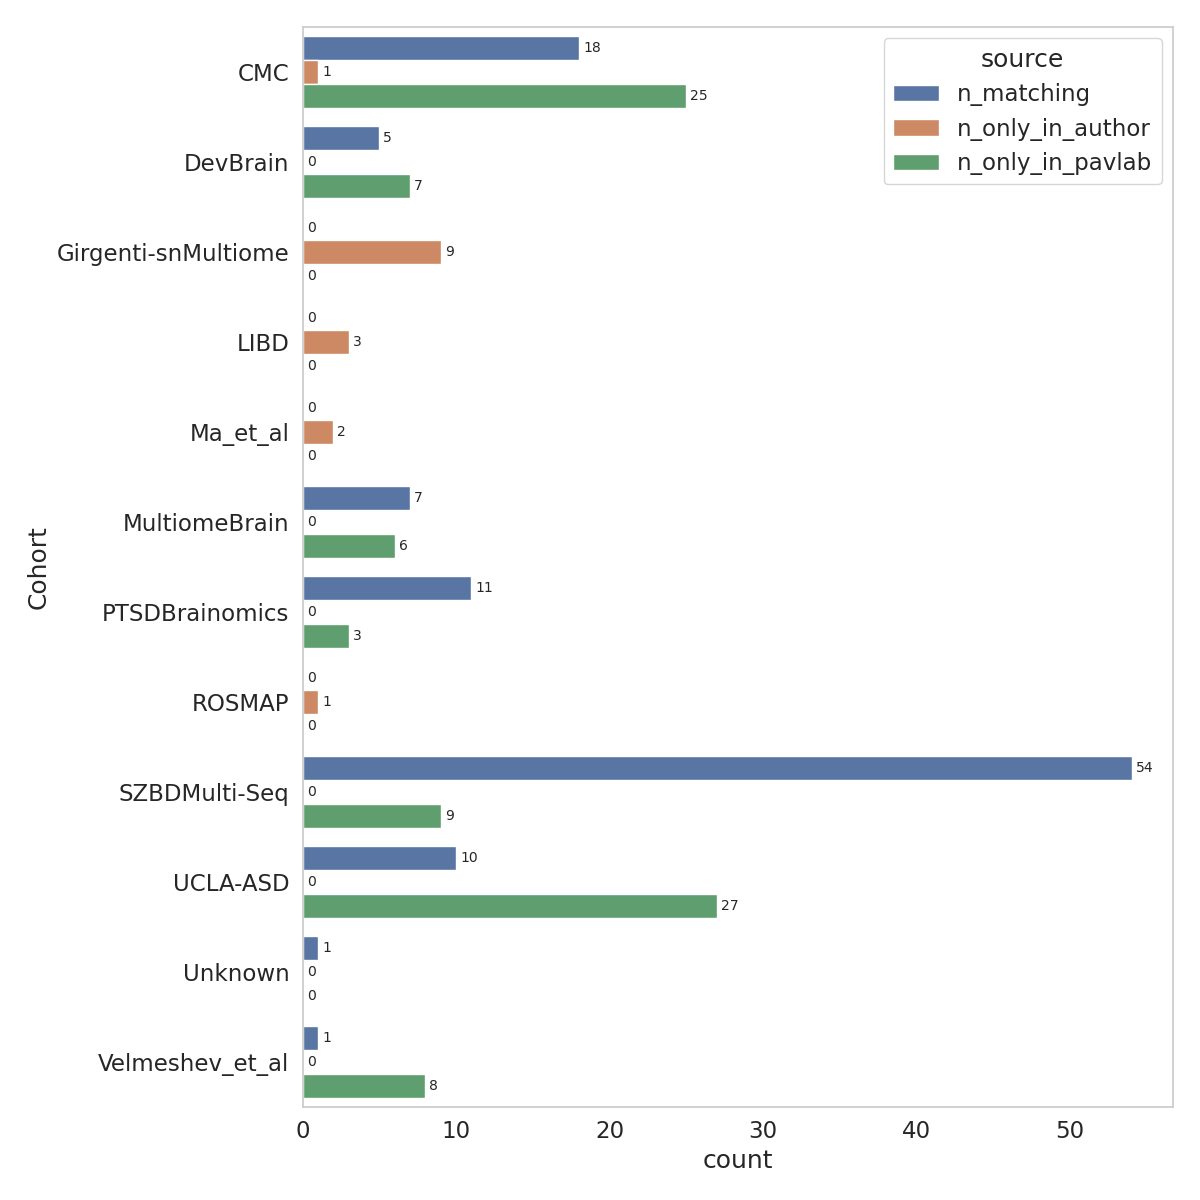 source
n_matching
n_only_in_author
n_only_in_pavlab
Cohort
CMC
18
1
25
DevBrain
5
0
7
Girgenti-snMultiome
0
9
0
LIBD
0
3
0
Ma_et_al
0
2
0
MultiomeBrain
7
0
6
PTSDBrainomics
11
0
3
ROSMAP
0
1
0
SZBDMulti-Seq
54
0
9
UCLA-ASD
10
0
27
Unknown
1
0
0
Velmeshev_et_al
1
0
8
0 10 20 30 40 50
count